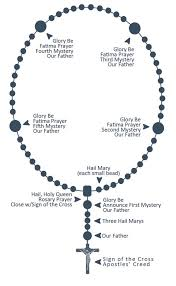 Glory Be
Fatima Prayer
Fourth Mystery
Our Father
Glory Be
Fatima Prayer
Third Mystery
Our Father
Glory Be
Fatima Prayer
Fifth Mystery
Our Father
Glory Be
Fatima Prayer
Second Mystery
Our Father
Hail Mary
(each small bead)
Hail, Holy Queen
Rosary Prayer
Close w/Sign of the Cross
Glory Be
Announce First Mystery
Our Father
Three Hail Marys
Our Father
Sign of the Cross
Apostles' Creed